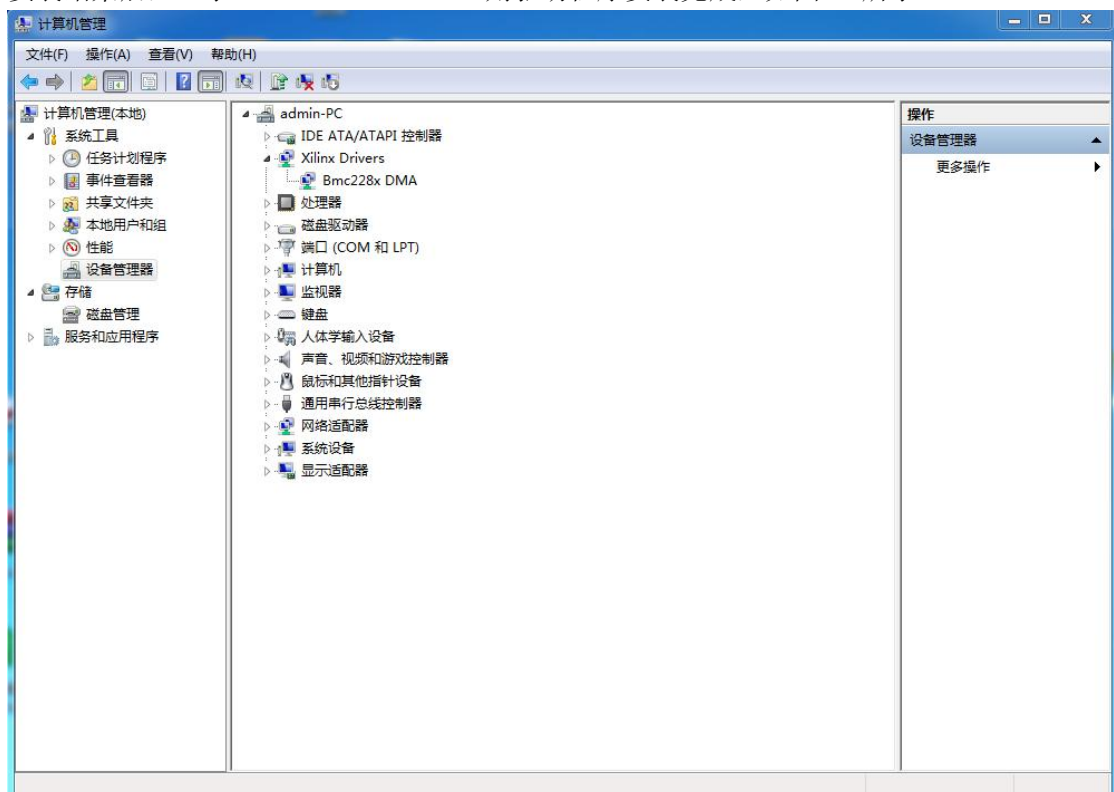 计算机管理
文件(F) 操作(A) 查看(V) 帮助(H)
计算机管理(本地)
系统工具
任务计划程序
事件查看器
共享文件夹
本地用户和组
性能
设备管理器
存储
磁盘管理
服务和应用程序
admin-PC
IDE ATA/ATAPI 控制器
Xilinx Drivers
Bmc228x DMA
处理器
磁盘驱动器
端口 (COM 和 LPT)
计算机
监视器
键盘
人体学输入设备
声音、视频和游戏控制器
鼠标和其他指针设备
通用串行总线控制器
网络适配器
系统设备
显示适配器
操作
设备管理器
更多操作